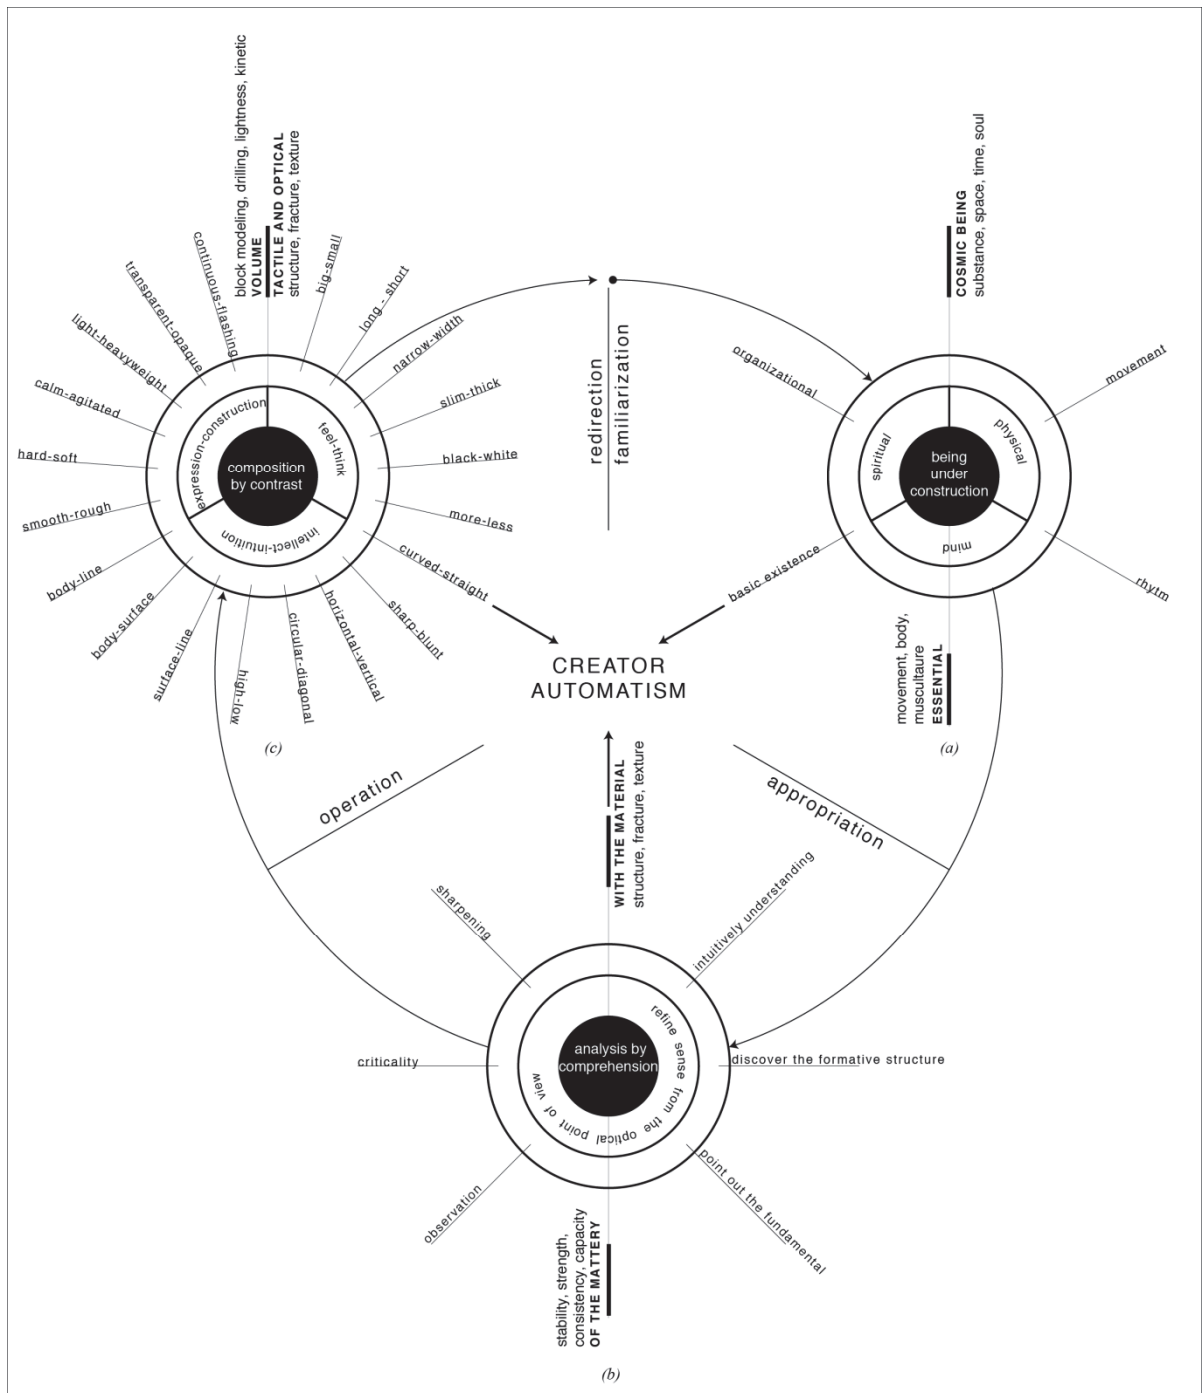 block modeling, drilling, lightness, kinetic
VOLUME
TACTILE AND OPTICAL
structure, fracture, texture
continuous-flashing
transparent-opaque
light-heavyweight
calm-agitated
hard-soft
smooth-rough
body-line
body-surface
surface-line
high-low
circular-diagonal
horizontal-vertical
sharp-blunt
curved-straight
more-less
black-white
slim-thick
narrow-width
long - short
big-small
expression-construction
feel-think
intellect-intuition
composition
by contrast
(c)
redirection
familiarization
COSMIC BEING
substance, space, time, soul
organizational
movement
rhytm
basic existence
spiritual
physical
mind
being
under
construction
movement, body,
muscultaure
ESSENTIAL
(a)
CREATOR
AUTOMATISM
operation
appropriation
WITH THE MATERIAL
structure, fracture, texture
sharpening
criticality
observation
intuitively understanding
discover the formative structure
point out the fundamental
refine sense from the optical point of view
analysis by
comprehension
stability, strength,
consistency, capacity
OF THE MATTERY
(b)